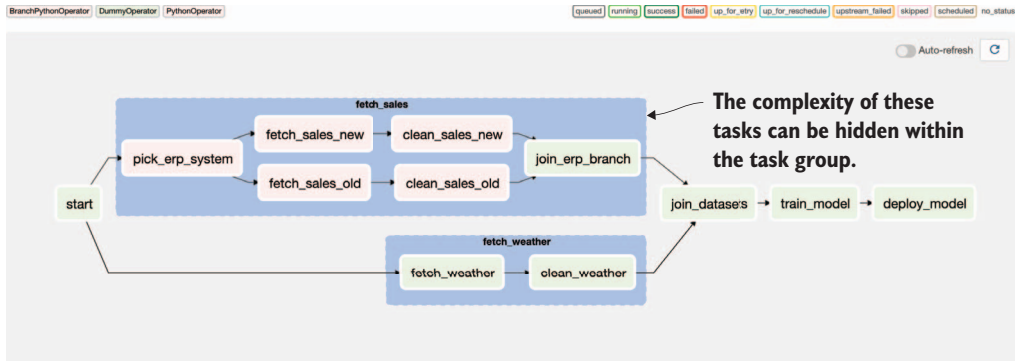 BranchPythonOperator DummyOperator PythonOperator
queued running success failed up_for_etry up_for_reschedule upstream_failed skipped scheduled no_status
Auto-refresh
fetch_sales
The complexity of these
tasks can be hidden within
the task group.
fetch_sales_new clean_sales_new
pick_erp_system join_erp_branch
fetch_sales_old clean_sales_old
start join_datasets train_model deploy_model
fetch_weather
fetch_weather clean_weather